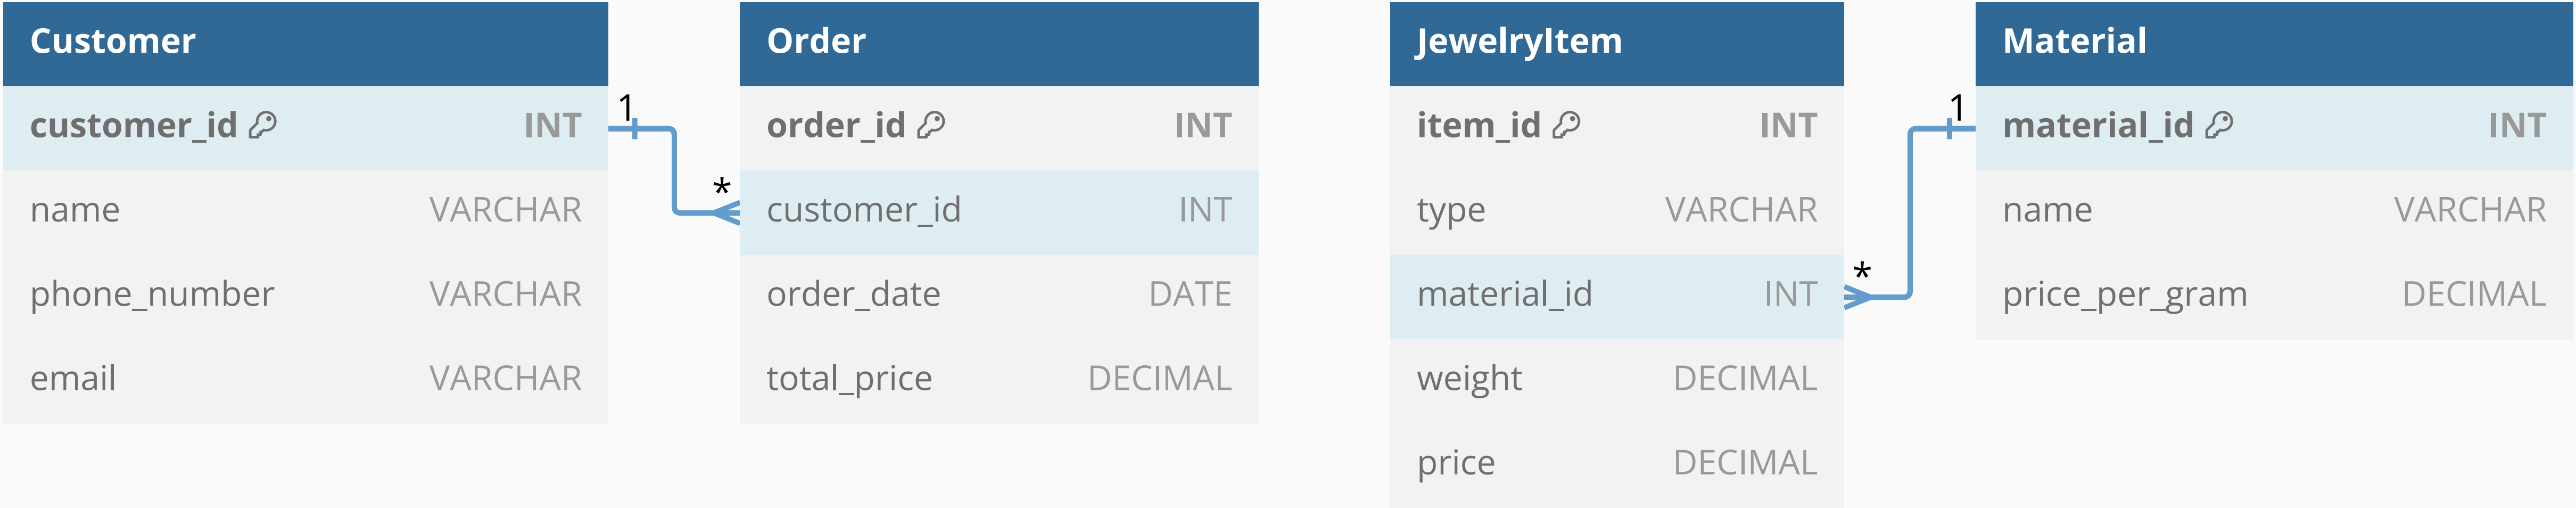 Customer
customer_id INT
name VARCHAR
phone_number VARCHAR
email VARCHAR
1
*
Order
order_id INT
customer_id INT
order_date DATE
total_price DECIMAL
JewelryItem
item_id INT
type VARCHAR
material_id INT
weight DECIMAL
price DECIMAL
*
1
Material
material_id INT
name VARCHAR
price_per_gram DECIMAL